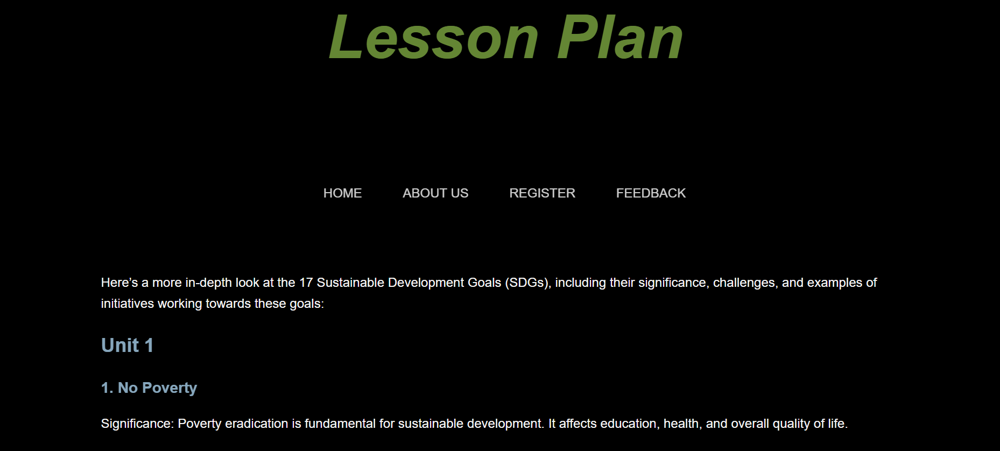 Lesson Plan
HOME ABOUT US REGISTER FEEDBACK
Here’s a more in-depth look at the 17 Sustainable Development Goals (SDGs), including their significance, challenges, and examples of
initiatives working towards these goals:
Unit 1
1. No Poverty
Significance: Poverty eradication is fundamental for sustainable development. It affects education, health, and overall quality of life.